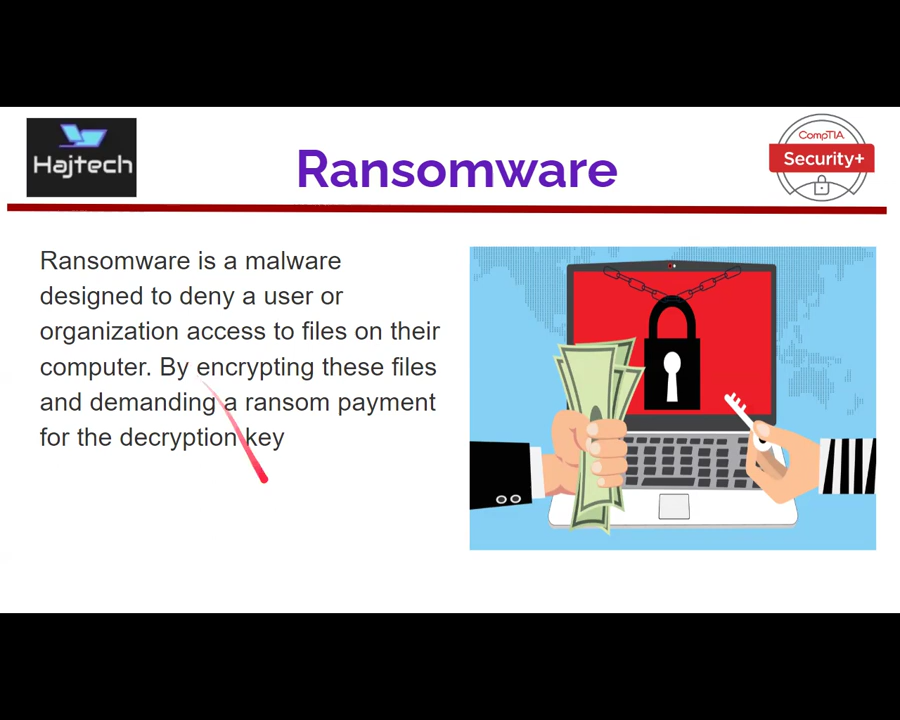 Hajtech
Ransomware
CompTIA
Security+
Ransomware is a malware
designed to deny a user or
organization access to files on their
computer. By encrypting these files
and demanding a ransom payment
for the decryption key